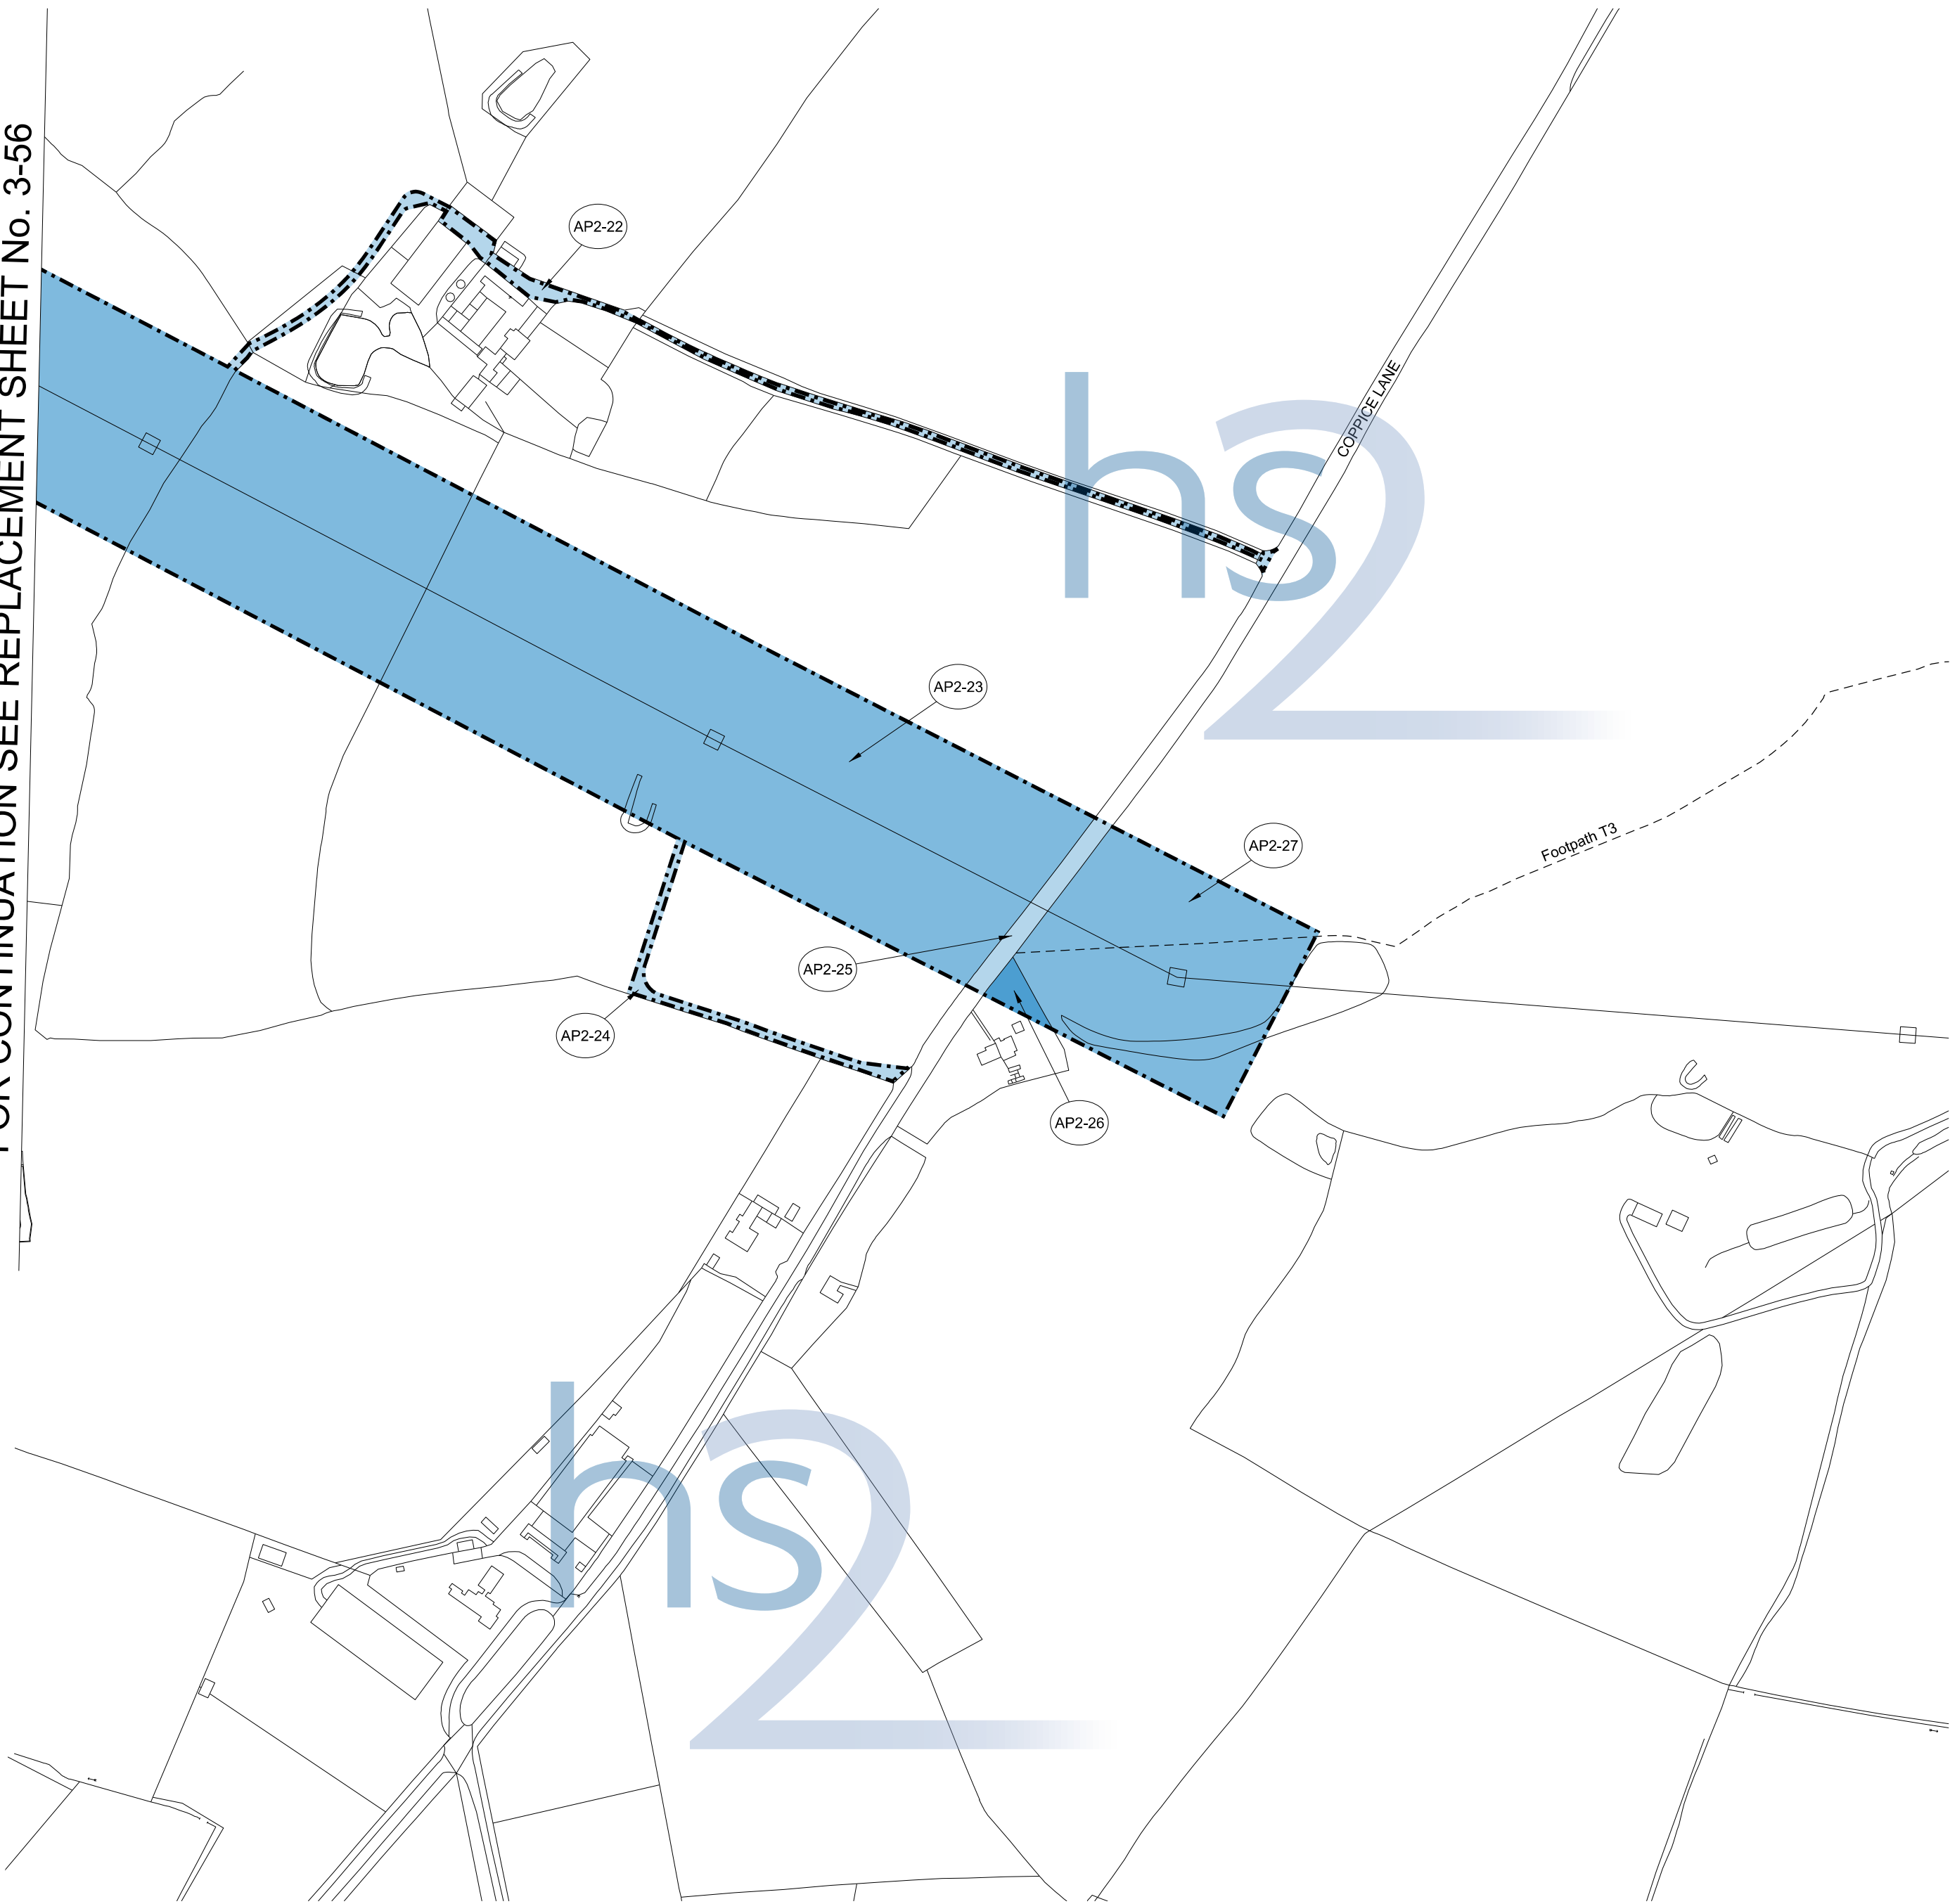 FOR CONTINUATION SEE REPLACEMENT SHEET No. 3-56
AP2-22
COPPICE LANE
hs2
AP2-23
Footpath T3
AP2-27
AP2-25
AP2-24
AP2-26
hs2